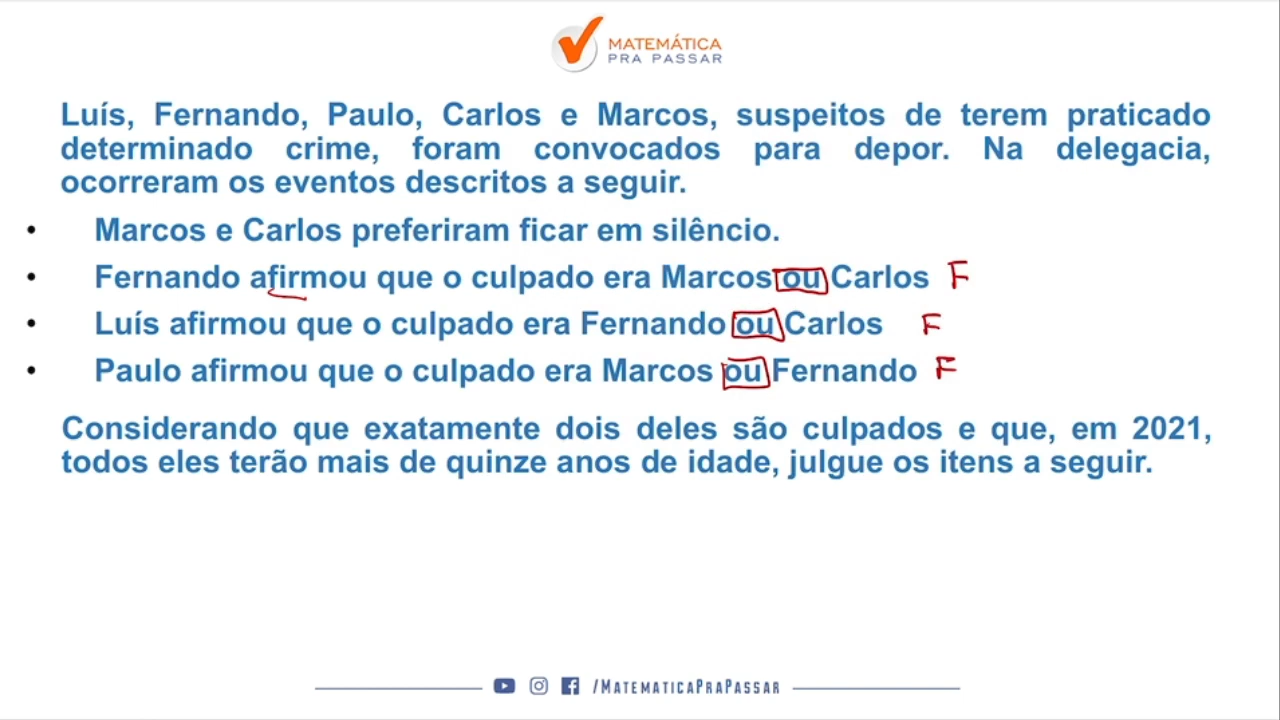 MATEMÁTICA
PRA PASSAR
Luís, Fernando, Paulo, Carlos e Marcos, suspeitos de terem praticado
determinado crime, foram convocados para depor. Na delegacia,
ocorreram os eventos descritos a seguir.
• Marcos e Carlos preferiram ficar em silêncio.
• Fernando afirmou que o culpado era Marcos ou Carlos F
• Luís afirmou que o culpado era Fernando ou Carlos F
• Paulo afirmou que o culpado era Marcos ou Fernando F
Considerando que exatamente dois deles são culpados e que, em 2021,
todos eles terão mais de quinze anos de idade, julgue os itens a seguir.
/MATEMATICAPRAPASSAR